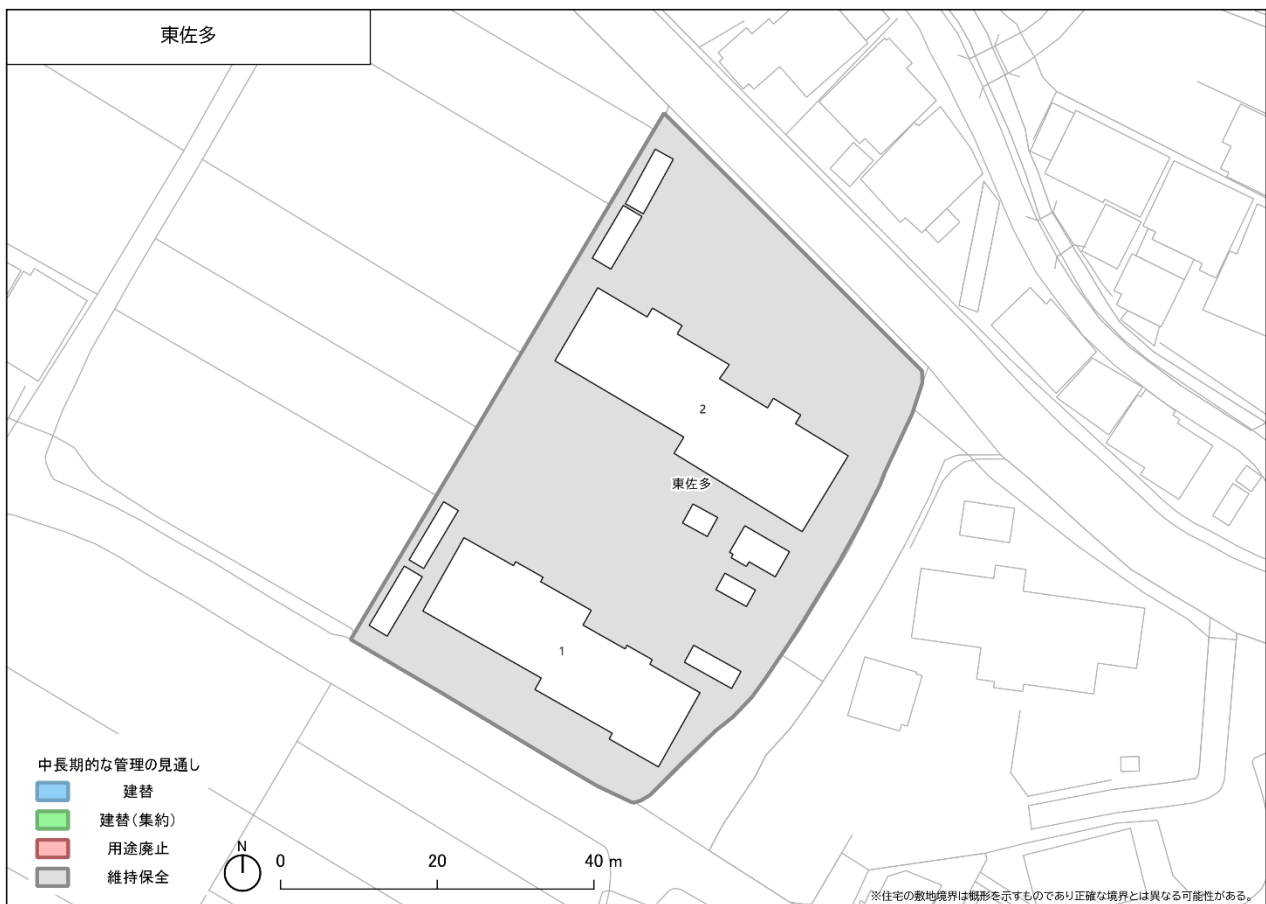 東佐多
2
東佐多
1
中長期的な管理の見通し
建替
建替(集約)
用途廃止
維持保全
N
0 20 40 m
※住宅の敷地境界は概形を示すものであり正確な境界とは異なる可能性がある。